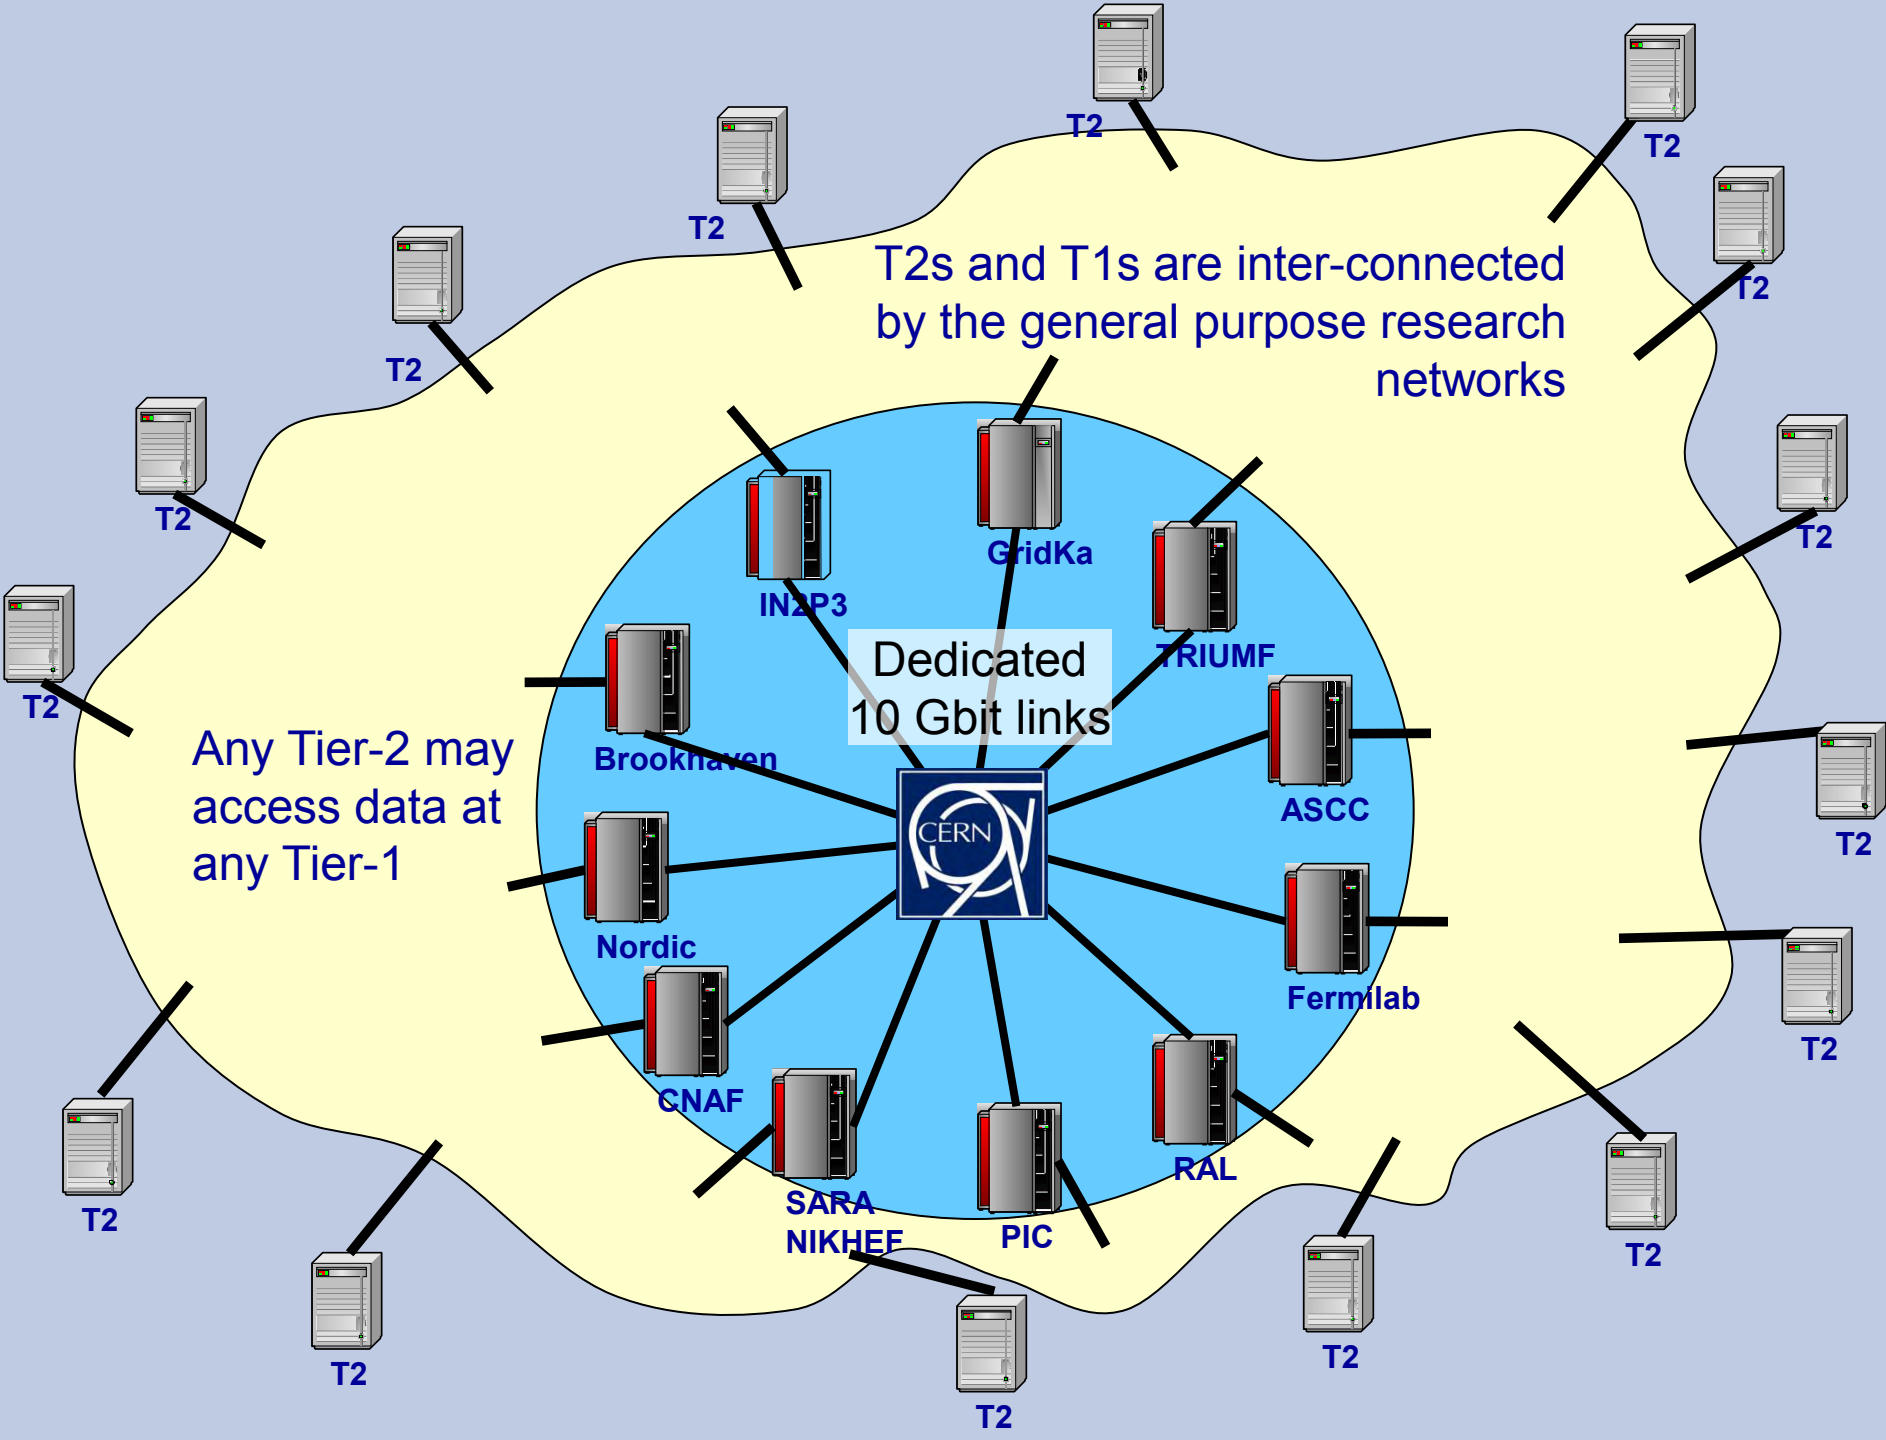 T2
T2
T2
T2
T2
T2s and T1s are inter-connected
by the general purpose research
networks
T2
T2
T2
T2
GridKa
IN2P3
TRIUMF
Dedicated
10 Gbit links
T2
Any Tier-2 may
access data at
any Tier-1
Brookhaven
ASCC
CERN
T2
Nordic
Fermilab
T2
CNAF
RAL
SARA
NIKHEF
PIC
T2
T2
T2
T2
T2